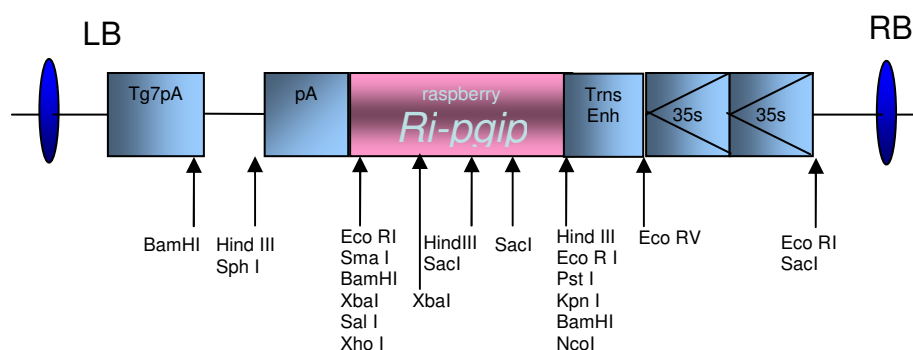 LB
RB
Tg7pA
pA
raspberry
Ri-pgip
Trns
Enh
35s
35s
BamHI
Hind III
Sph I
Eco RI
Sma I
BamHI
XbaI
Sal I
Xho I
XbaI
HindIII
SacI
SacI
Hind III
Eco R I
Pst I
Kpn I
BamHI
NcoI
Eco RV
Eco RI
SacI